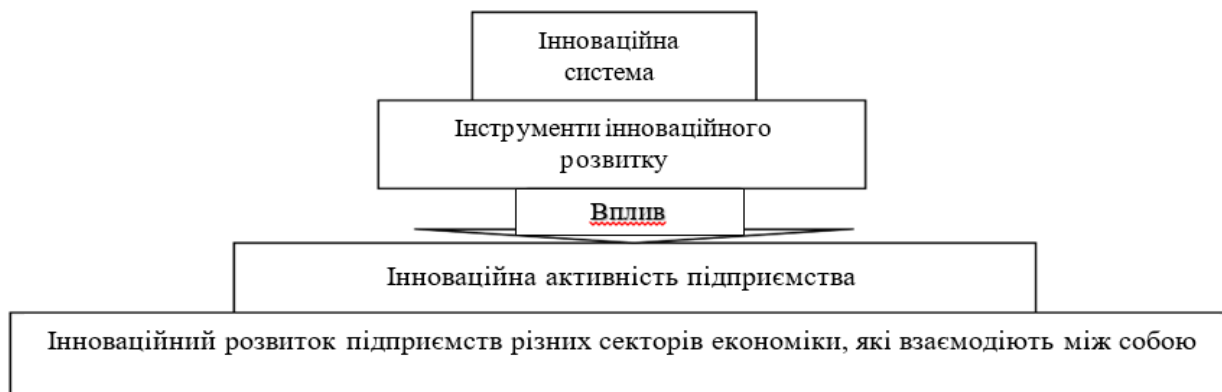 Інноваційна
система
Інструменти інноваційного
розвитку
Вплив
Інноваційна активність підприємства
Інноваційний розвиток підприємств різних секторів економіки, які взаємодіють між собою